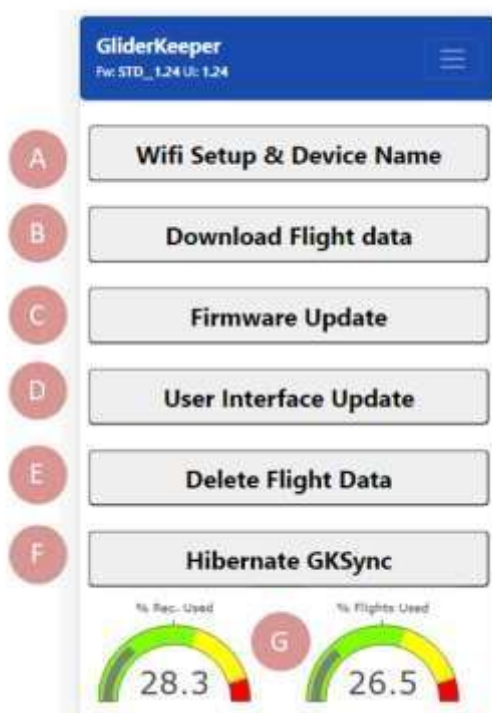 GliderKeeper
Fw: STD_1.24 UI: 1.24
A
Wifi Setup & Device Name
B
Download Flight data
C
Firmware Update
D
User Interface Update
E
Delete Flight Data
F
Hibernate GKSync
% Rec. Used
% Flights Used
G
28.3
26.5